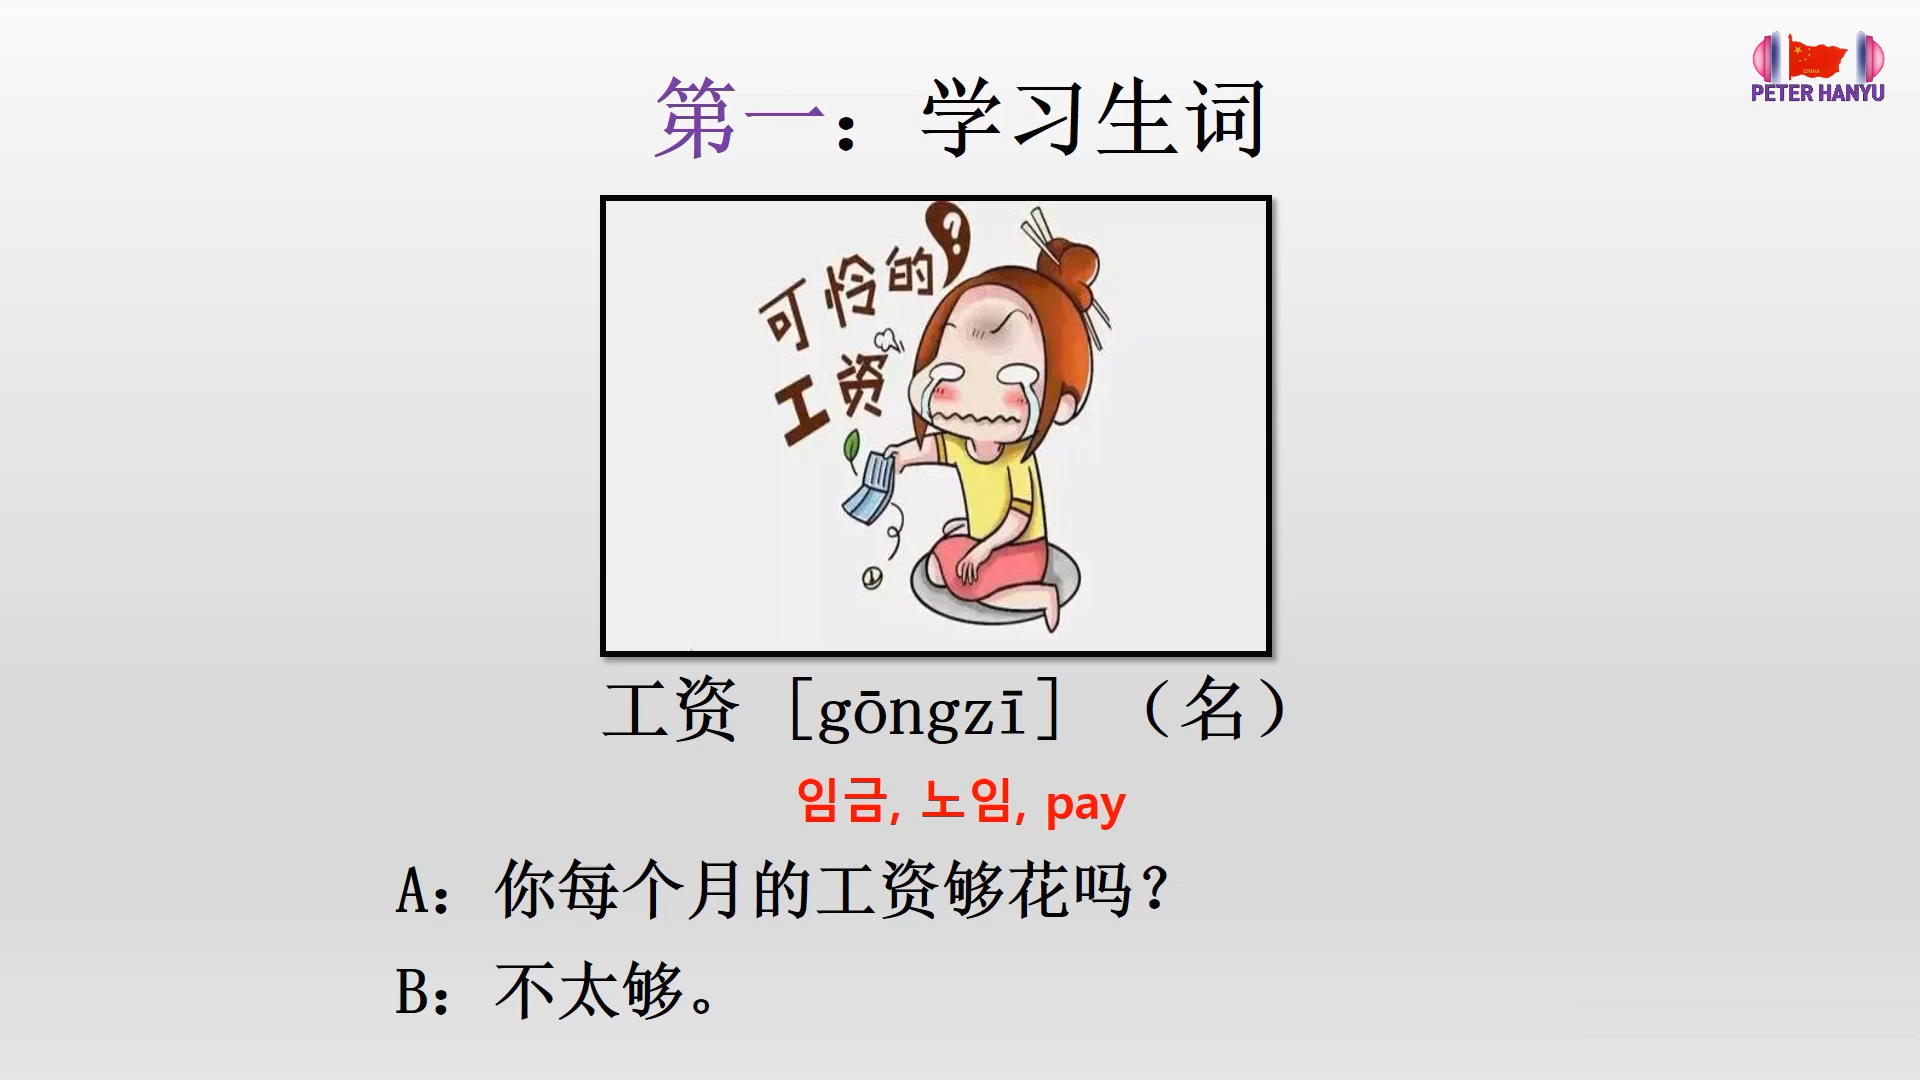 第一：学习生词
CHINA
PETER HANYU
可怜的?
工资
工资 [gōngzī] （名）
임금, 노임, pay
A：你每个月的工资够花吗？
B：不太够。